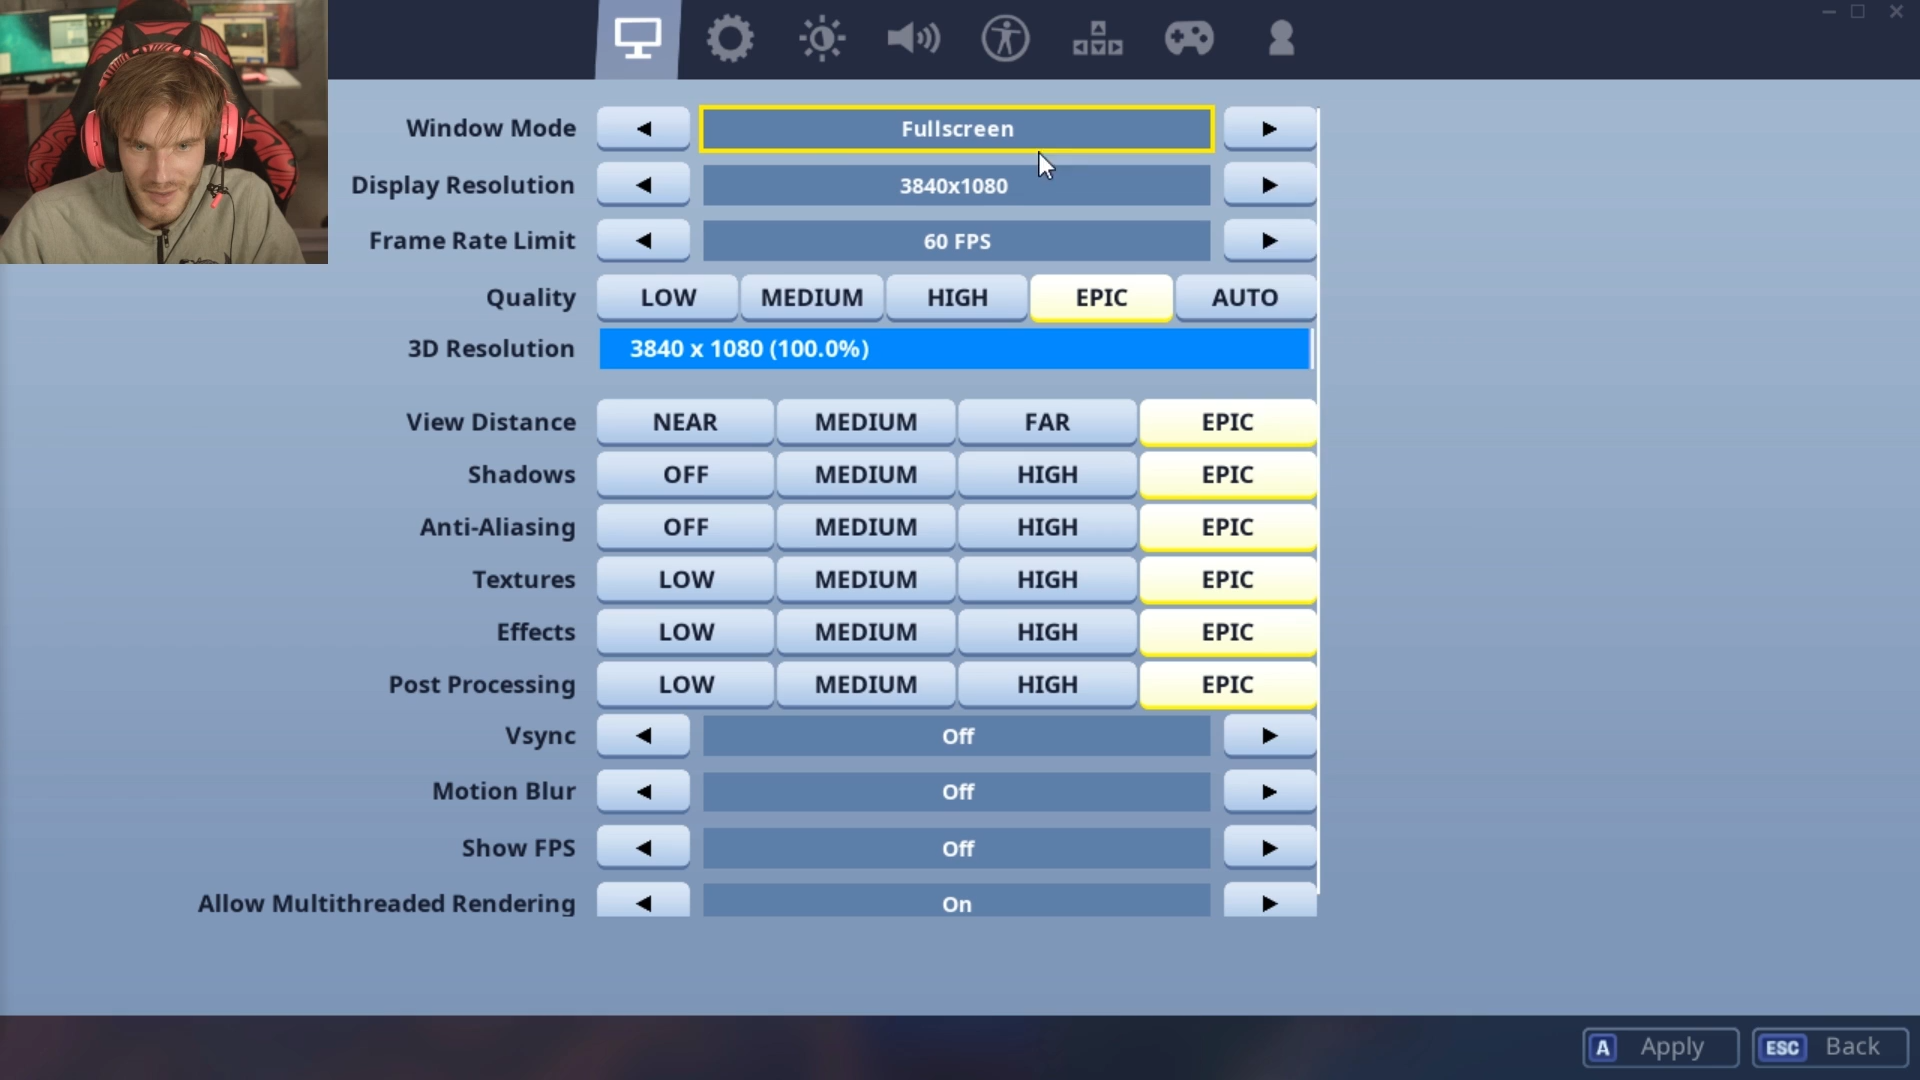 Window Mode Fullscreen
Display Resolution 3840x1080
Frame Rate Limit 60 FPS
Quality LOW MEDIUM HIGH EPIC AUTO
3D Resolution 3840 x 1080 (100.0%)
View Distance NEAR MEDIUM FAR EPIC
Shadows OFF MEDIUM HIGH EPIC
Anti-Aliasing OFF MEDIUM HIGH EPIC
Textures LOW MEDIUM HIGH EPIC
Effects LOW MEDIUM HIGH EPIC
Post Processing LOW MEDIUM HIGH EPIC
Vsync Off
Motion Blur Off
Show FPS Off
Allow Multithreaded Rendering On
A Apply ESC Back